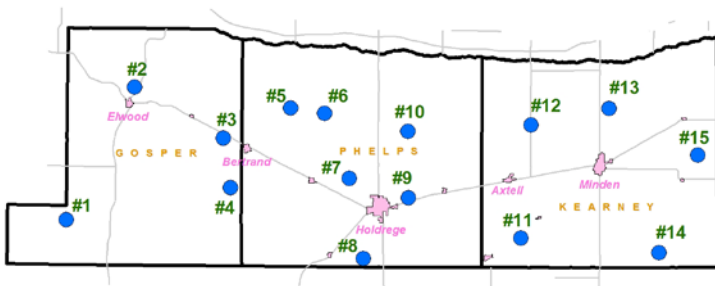 #2
#13
#5
#6
#12
#10
#3
Elwood
#15
GOSPER
Bertrand
PHELPS
#7
#9
Axtell
Minden
#4
#1
KEARNEY
#11
Holdrege
#8
#14